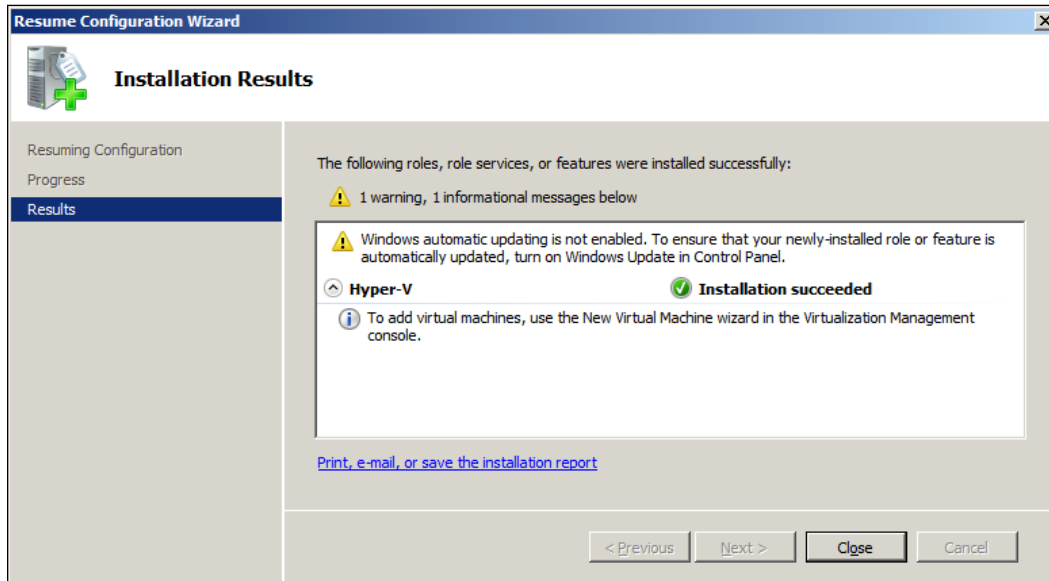 Resume Configuration Wizard
Installation Results
Resuming Configuration
Progress
Results
The following roles, role services, or features were installed successfully:
1 warning, 1 informational messages below
Windows automatic updating is not enabled. To ensure that your newly-installed role or feature is
automatically updated, turn on Windows Update in Control Panel.
Hyper-V Installation succeeded
To add virtual machines, use the New Virtual Machine wizard in the Virtualization Management
console.
Print, e-mail, or save the installation report
< Previous Next > Close Cancel